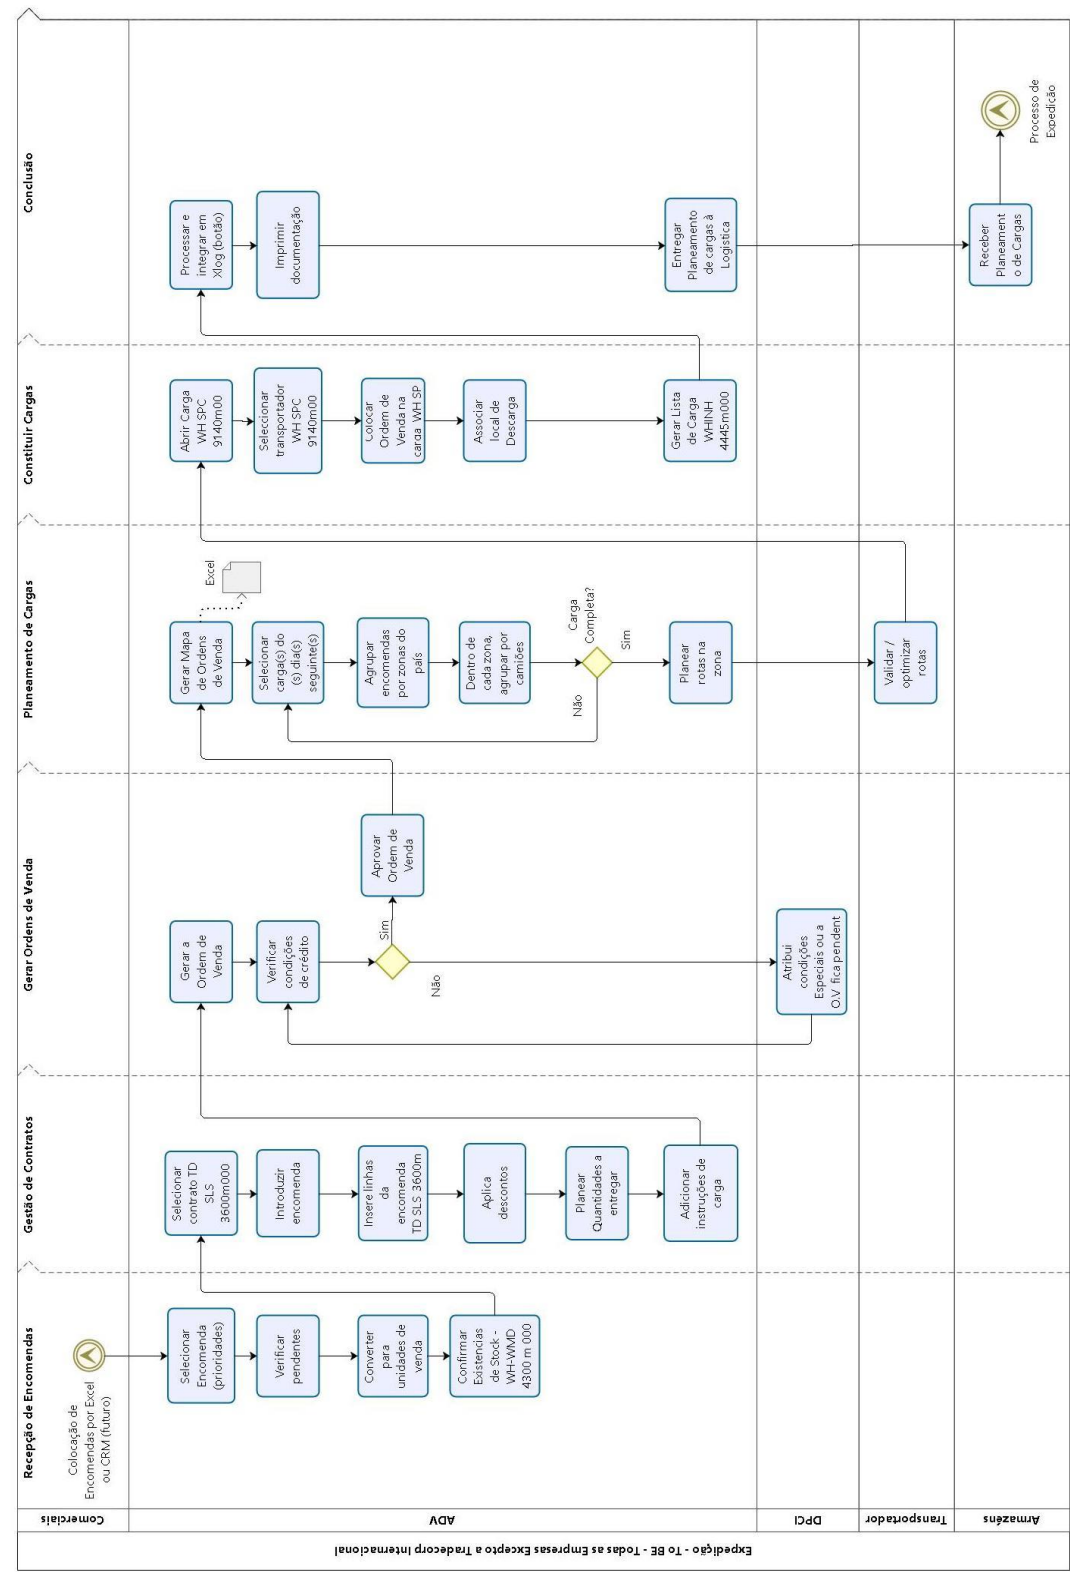 Expedição - To BE - Todas as Empresas Excepto a Tradecorp Internacional
Comerciais
ADV
DPCI
Transportador
Armazéns
Recepção de Encomendas
Colocação de
Encomendas por Excel
ou CRM (futuro)
Selecionar
Encomenda
(prioridades)
Verificar
pendentes
Converter
para
unidades de
venda
Confirmar
Existencias
de Stock -
WH-WMD
4300 m 000
Gestão de Contratos
Selecionar
contrato TD
SLS
3600m000
Introduzir
encomenda
Insere linhas
da
encomenda
TD SLS 3600m
Aplica
descontos
Planear
Quantidades a
entregar
Adicionar
instruções de
carga
Gerar Ordens de Venda
Gerar a
Ordem de
Venda
Verificar
condições
de crédito
Sim
Não
Aprovar
Ordem de
Venda
Atribui
condições
Especiais ou a
O.V fica pendent
Planeamento de Cargas
Gerar Mapa
de Ordens
de Venda
Excel
Selecionar
carga(s) do
(s) dia(s)
seguinte(s)
Agrupar
encomendas
por zonas do
país
Dentro de
cada zona,
agrupar por
camiões
Carga
Completa?
Não
Sim
Planear
rotas na
zona
Validar /
optimizar
rotas
Constituir Cargas
Abrir Carga
WH SPC
9140m00
Seleccionar
transportador
WH SPC
9140m00
Colocar
Ordem de
Venda na
carga WH SP
Associar
local de
Descarga
Gerar Lista
de Carga
WHINH
4445m000
Conclusão
Processar e
integrar em
Xlog (botão)
Imprimir
documentação
Entregar
Planeamento
de cargas à
Logistica
Receber
Planeament
o de Cargas
Processo de
Expedição